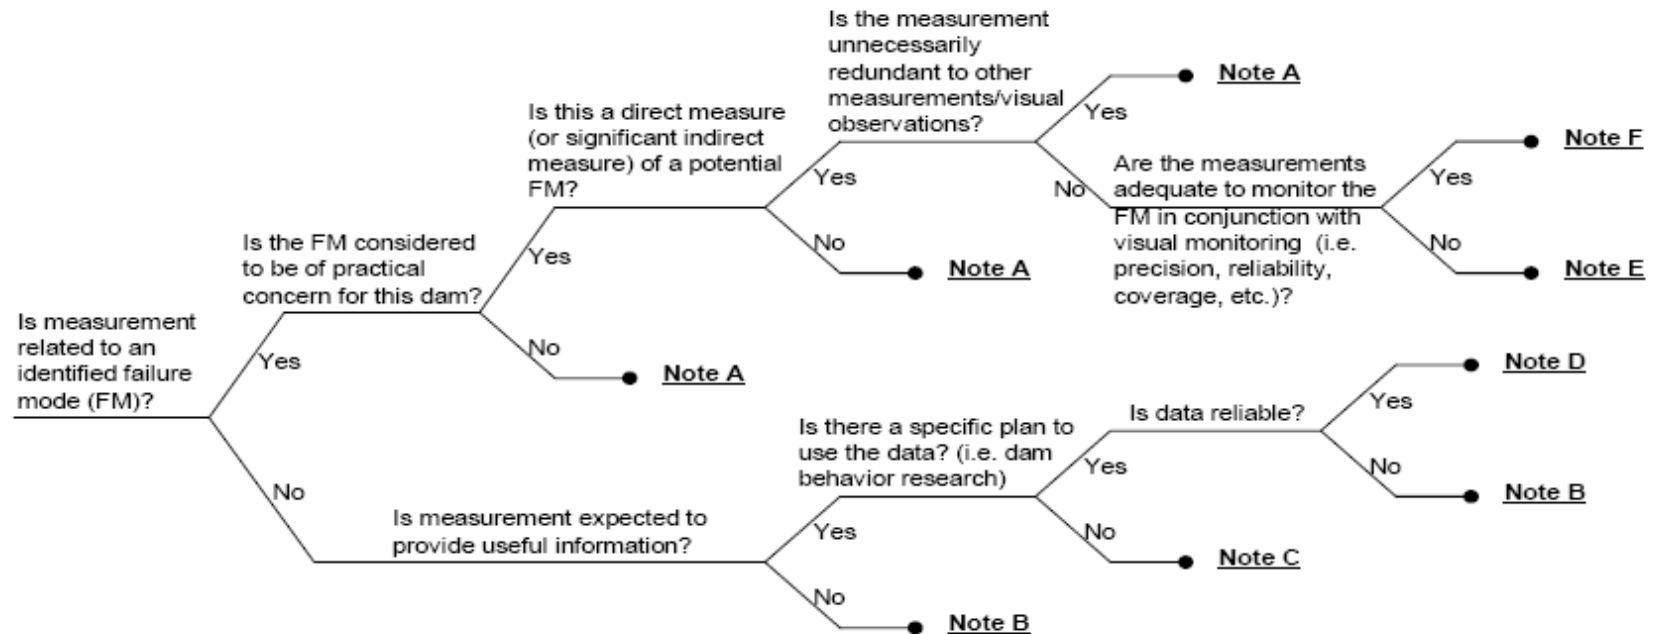 Is the measurement
unnecessarily
redundant to other
measurements/visual
observations?
Yes
Note A
No
Is this a direct measure
(or significant indirect
measure) of a potential
FM?
Yes
No
Note A
Are the measurements
adequate to monitor the
FM in conjunction with
visual monitoring (i.e.
precision, reliability,
coverage, etc.)?
Yes
Note F
No
Note E
Is the FM considered
to be of practical
concern for this dam?
Yes
No
Note A
Is measurement
related to an
identified failure
mode (FM)?
Yes
No
Is measurement expected to
provide useful information?
Yes
No
Note B
Is there a specific plan to
use the data? (i.e. dam
behavior research)
Yes
No
Note C
Is data reliable?
Yes
Note D
No
Note B